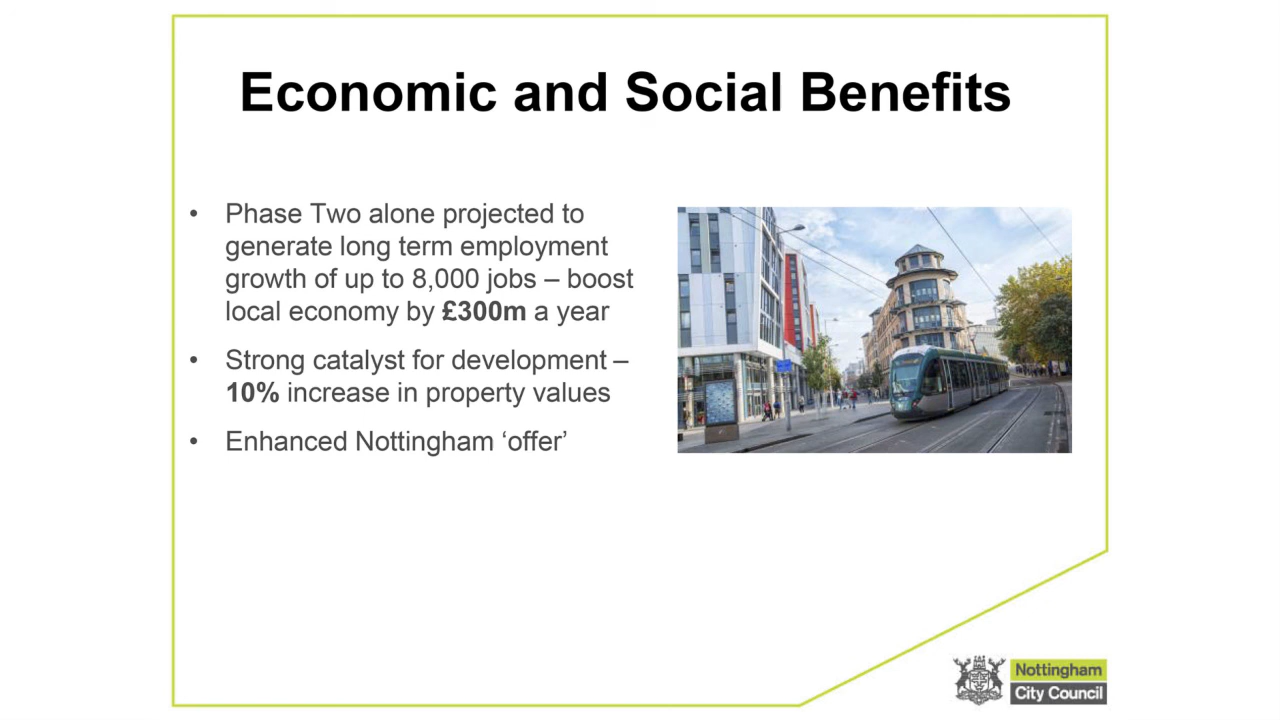 Economic and Social Benefits
• Phase Two alone projected to
generate long term employment
growth of up to 8,000 jobs – boost
local economy by £300m a year
• Strong catalyst for development –
10% increase in property values
• Enhanced Nottingham ‘offer’
Nottingham
City Council